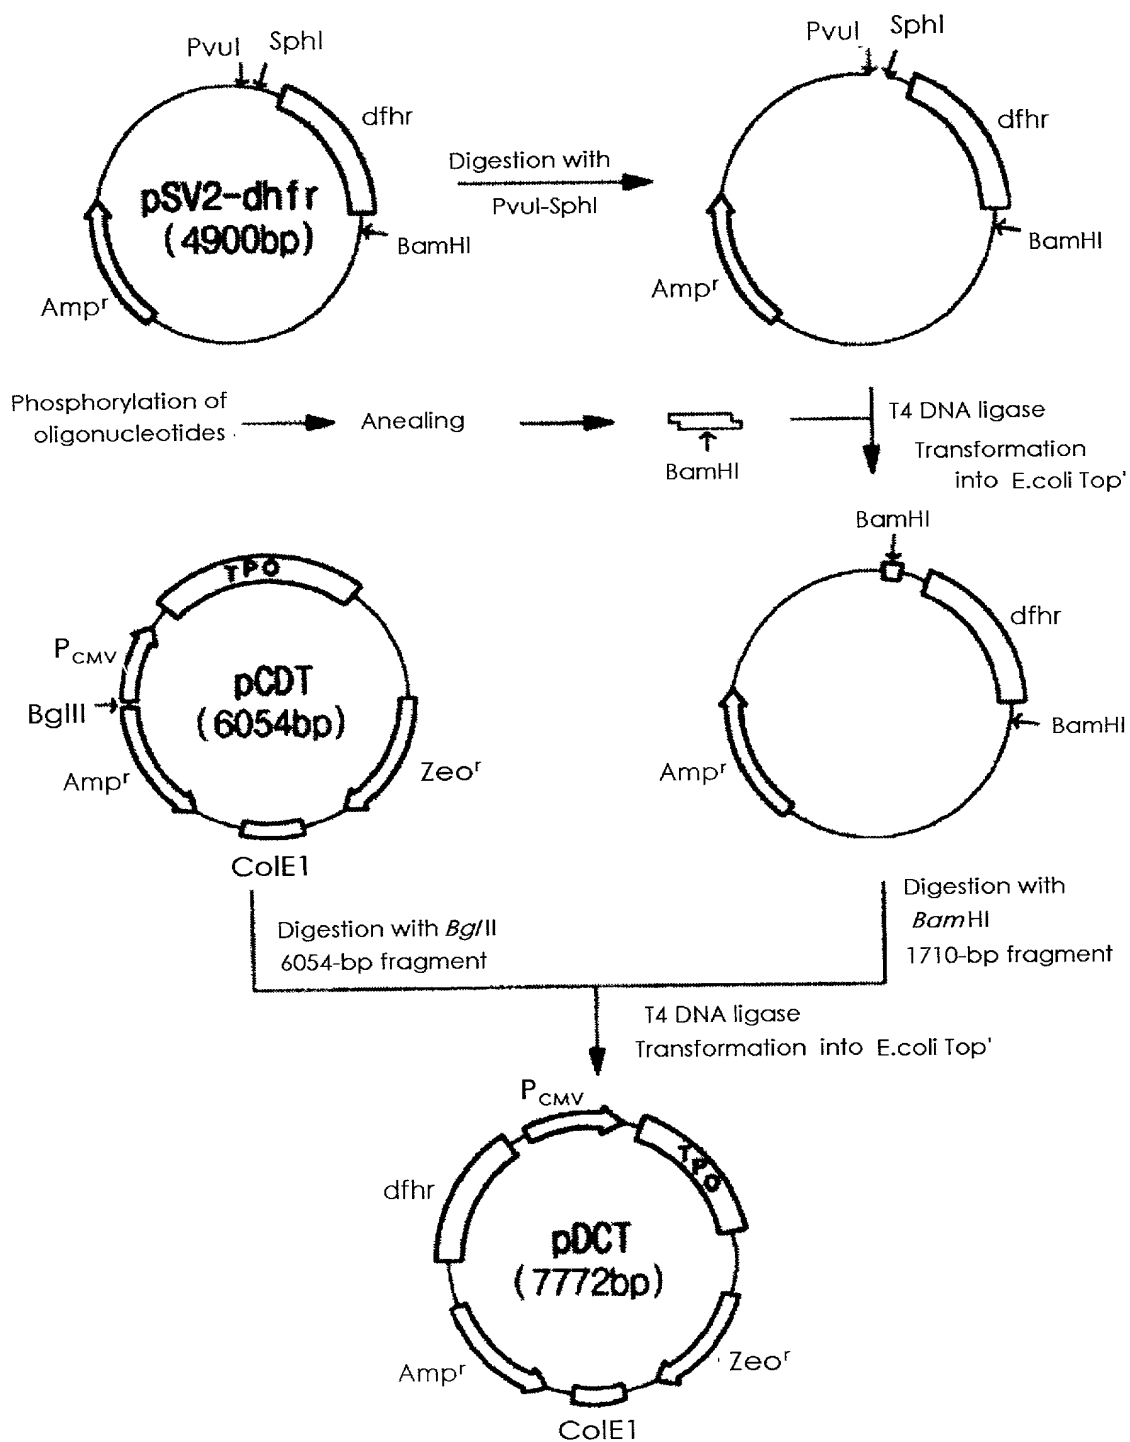 PvuI SphI
dfhr
pSV2-dhfr
(4900bp)
BamHI
Ampʳ
Digestion with
PvuI-SphI
PvuI SphI
dfhr
BamHI
Ampʳ
Phosphorylation of
oligonucleotides
Anealing
BamHI
T4 DNA ligase
Transformation
into E.coli Top'
BamHI
dfhr
BamHI
Ampʳ
TPO
PCMV
pCDT
(6054bp)
BglII
Ampʳ
Zeoʳ
ColE1
Digestion with BglII
6054-bp fragment
Digestion with
BamHI
1710-bp fragment
T4 DNA ligase
Transformation into E.coli Top'
PCMV
dfhr
TPO
pDCT
(7772bp)
Ampʳ
Zeoʳ
ColE1